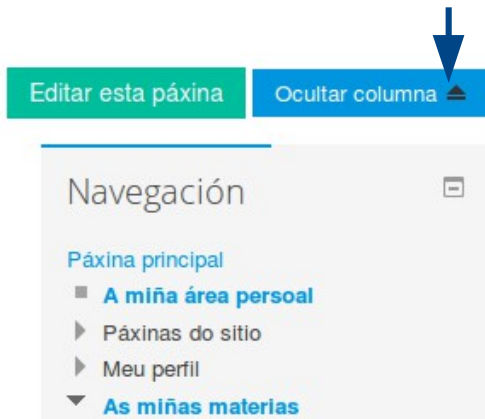 Editar esta páxina
Ocultar columna
Navegación
Páxina principal
A miña área persoal
Páxinas do sitio
Meu perfil
As miñas materias